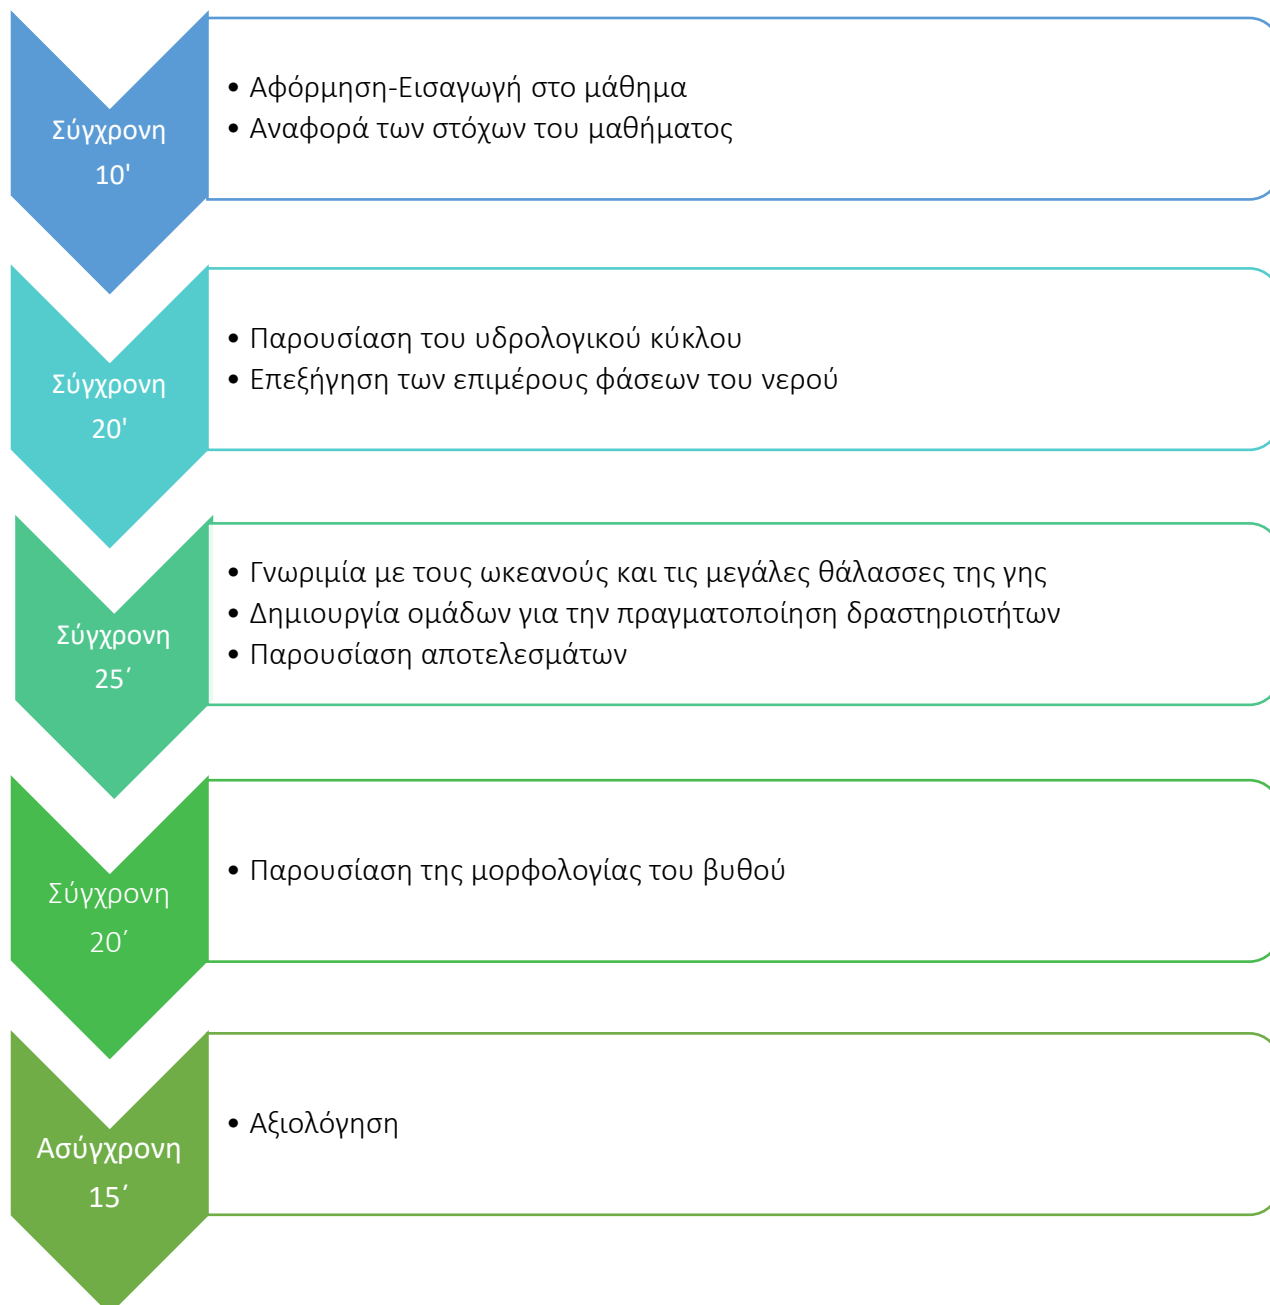 Σύγχρονη
10'
• Αφόρμηση-Εισαγωγή στο μάθημα
• Αναφορά των στόχων του μαθήματος
Σύγχρονη
20'
• Παρουσίαση του υδρολογικού κύκλου
• Επεξήγηση των επιμέρους φάσεων του νερού
Σύγχρονη
25΄
• Γνωριμία με τους ωκεανούς και τις μεγάλες θάλασσες της γης
• Δημιουργία ομάδων για την πραγματοποίηση δραστηριοτήτων
• Παρουσίαση αποτελεσμάτων
Σύγχρονη
20΄
• Παρουσίαση της μορφολογίας του βυθού
Ασύγχρονη
15΄
• Αξιολόγηση